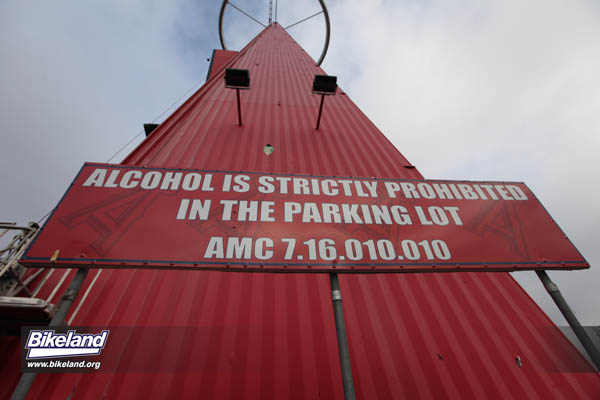 ALCOHOL IS STRICTLY PROHIBITED
IN THE PARKING LOT
AMC 7.16.010.010
Bikeland
www.bikeland.org